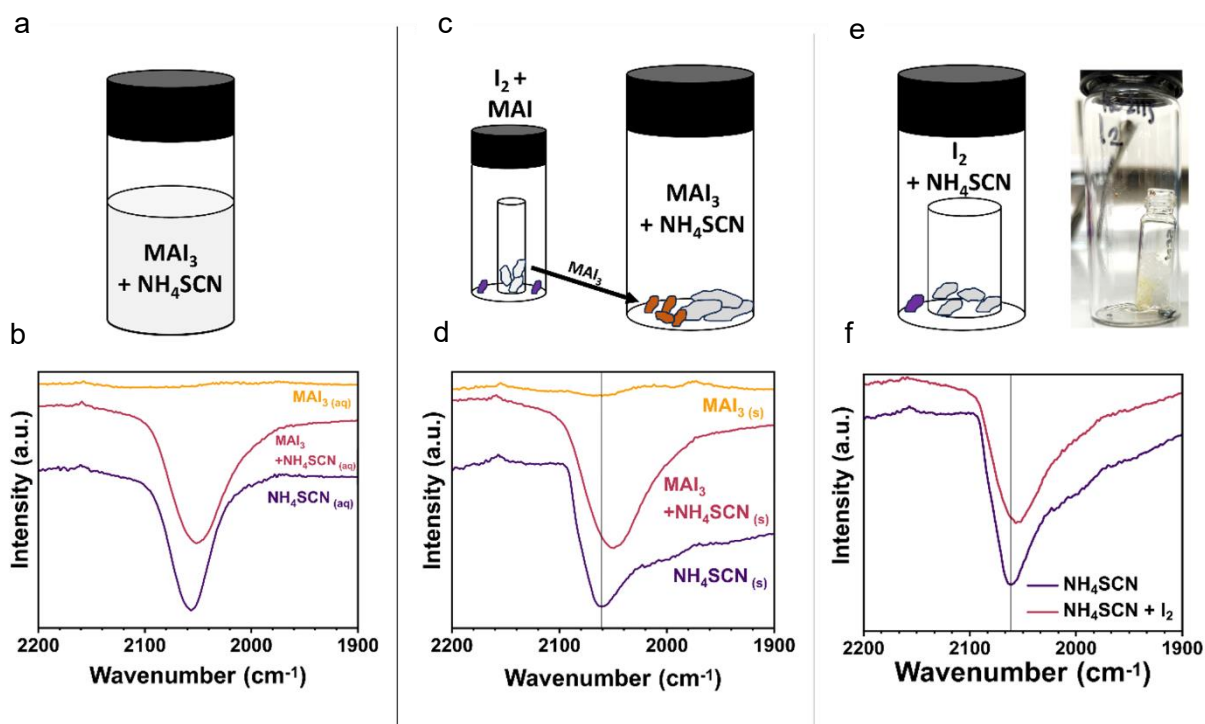 a
MAI₃
+ NH₄SCN
b
Intensity (a.u.)
MAI₃ (aq)
MAI₃
+NH₄SCN (aq)
NH₄SCN (aq)
2200 2100 2000 1900
Wavenumber (cm⁻¹)
c
I₂ +
MAI
MAI₃
MAI₃
+ NH₄SCN
d
Intensity (a.u.)
MAI₃ (s)
MAI₃
+NH₄SCN (s)
NH₄SCN (s)
2200 2100 2000 1900
Wavenumber (cm⁻¹)
e
I₂
+ NH₄SCN
I2
f
Intensity (a.u.)
NH₄SCN
NH₄SCN + I₂
2200 2100 2000 1900
Wavenumber (cm⁻¹)